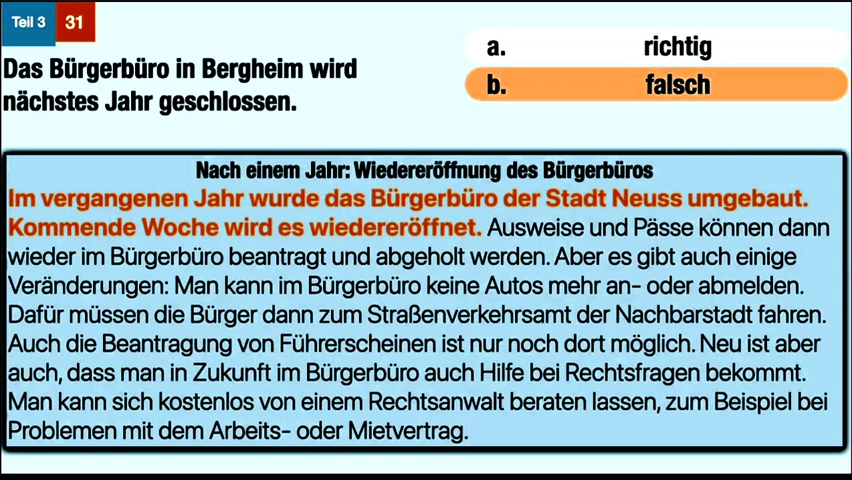 Teil 3 31
Das Bürgerbüro in Bergheim wird
nächstes Jahr geschlossen.
a. richtig
b. falsch
Nach einem Jahr: Wiedereröffnung des Bürgerbüros
Im vergangenen Jahr wurde das Bürgerbüro der Stadt Neuss umgebaut.
Kommende Woche wird es wiedereröffnet. Ausweise und Pässe können dann
wieder im Bürgerbüro beantragt und abgeholt werden. Aber es gibt auch einige
Veränderungen: Man kann im Bürgerbüro keine Autos mehr an- oder abmelden.
Dafür müssen die Bürger dann zum Straßenverkehrsamt der Nachbarstadt fahren.
Auch die Beantragung von Führerscheinen ist nur noch dort möglich. Neu ist aber
auch, dass man in Zukunft im Bürgerbüro auch Hilfe bei Rechtsfragen bekommt.
Man kann sich kostenlos von einem Rechtsanwalt beraten lassen, zum Beispiel bei
Problemen mit dem Arbeits- oder Mietvertrag.